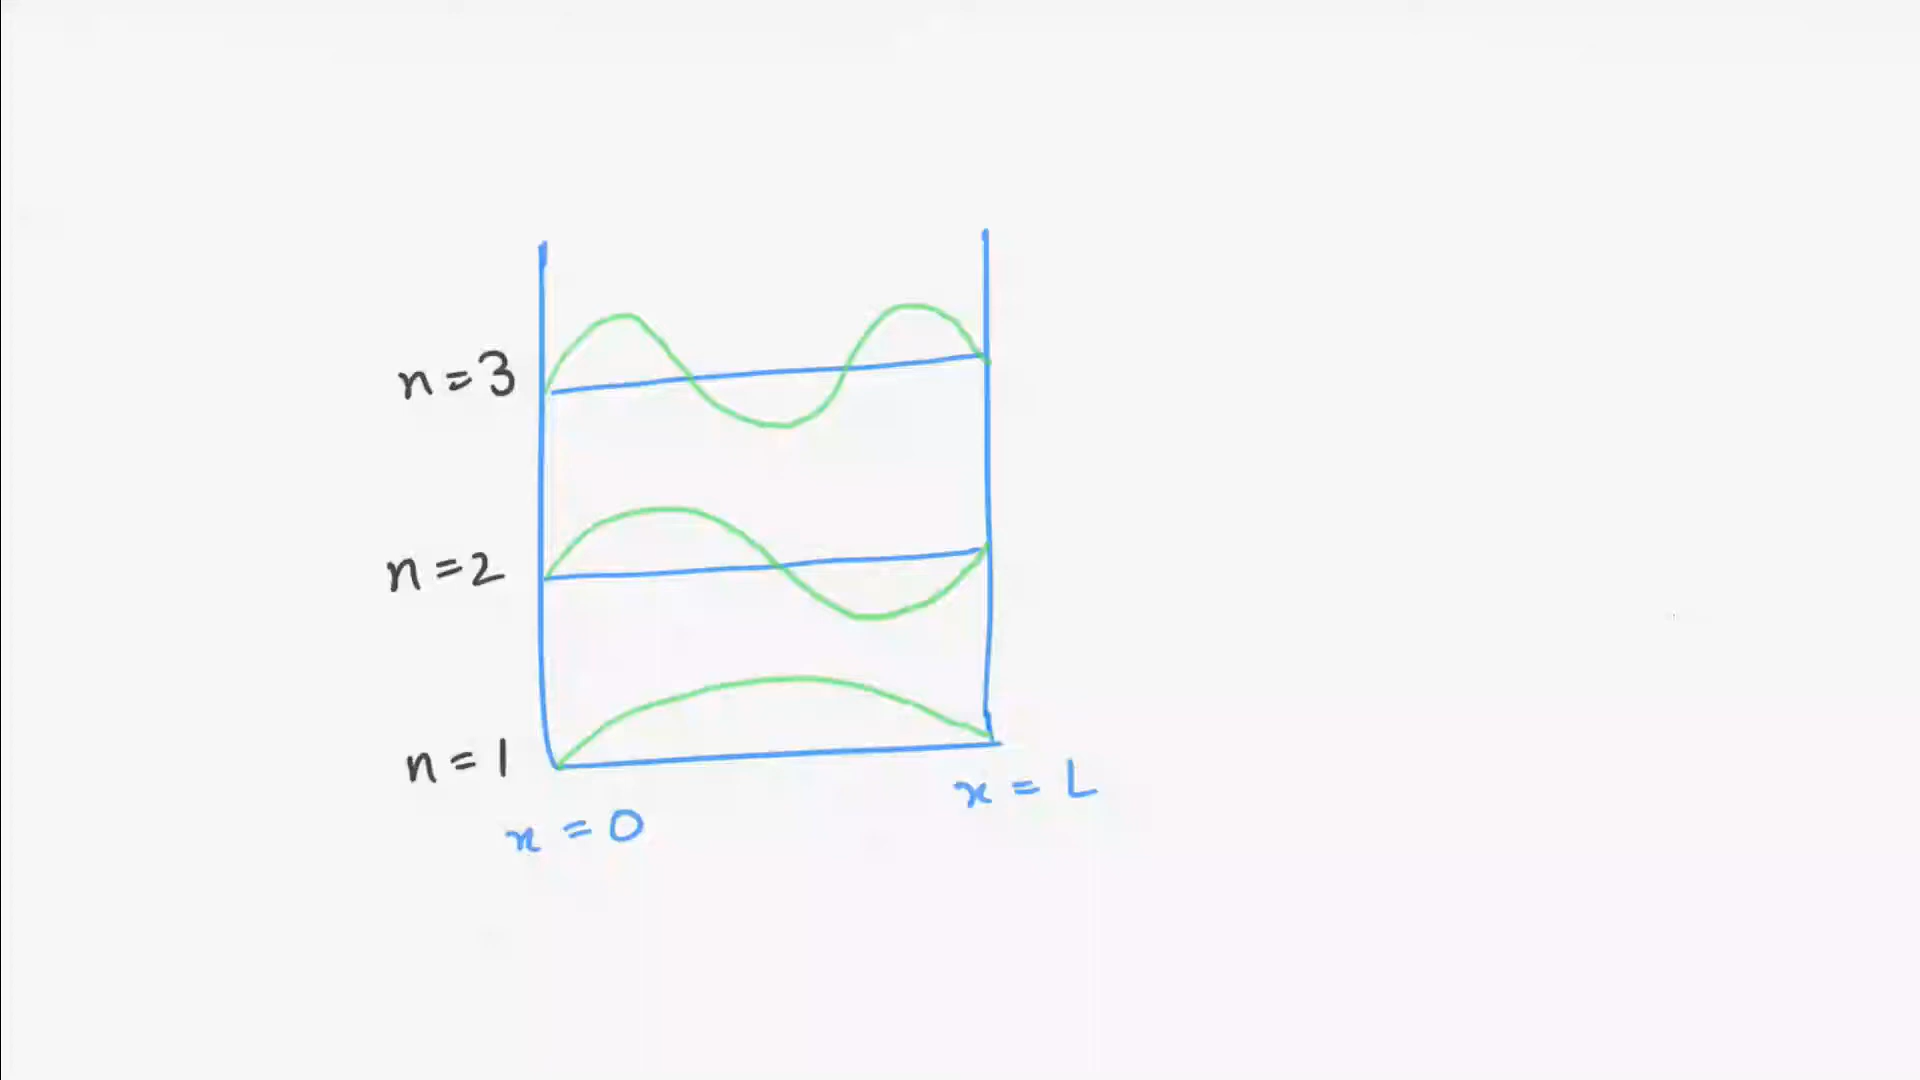 n = 3
n = 2
n = 1
x = L
x = 0